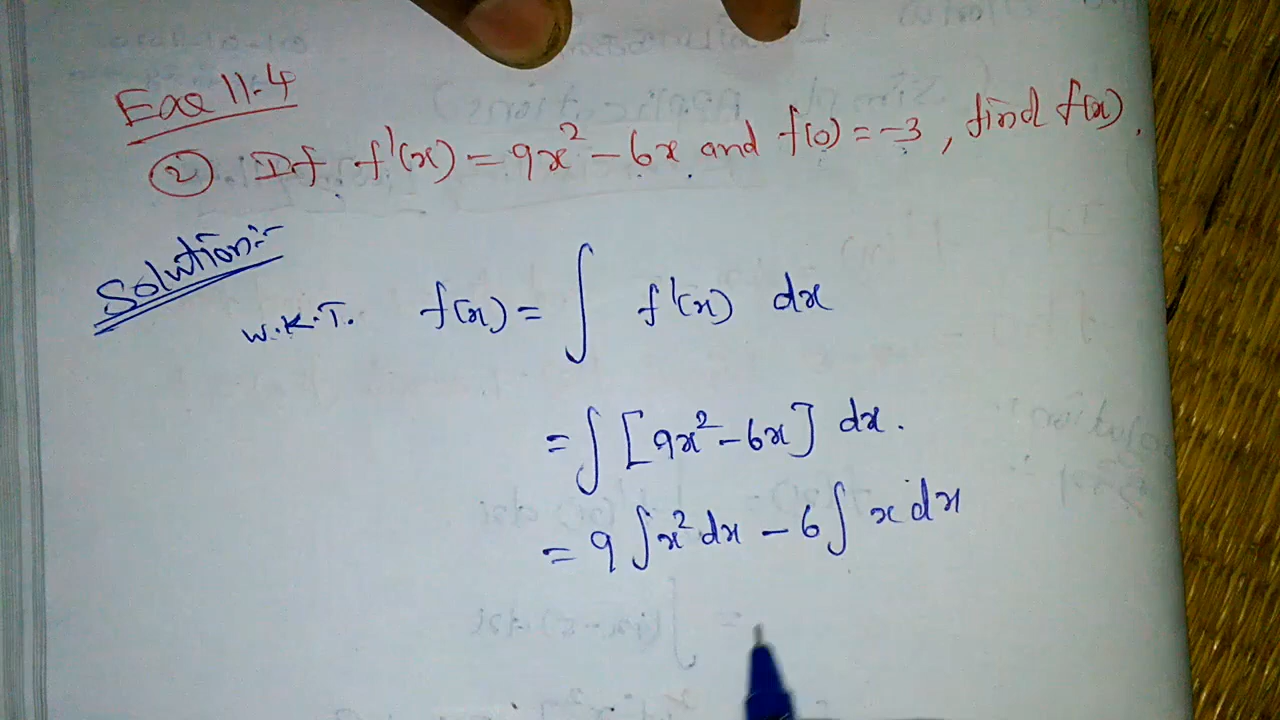 Exe 11.4
② If f'(x) = 9x² - 6x and f(0) = -3, find f(x).
Solution:-
W.K.T. f(x) = ∫ f'(x) dx
= ∫ [9x² - 6x] dx.
= 9 ∫ x² dx - 6 ∫ x dx